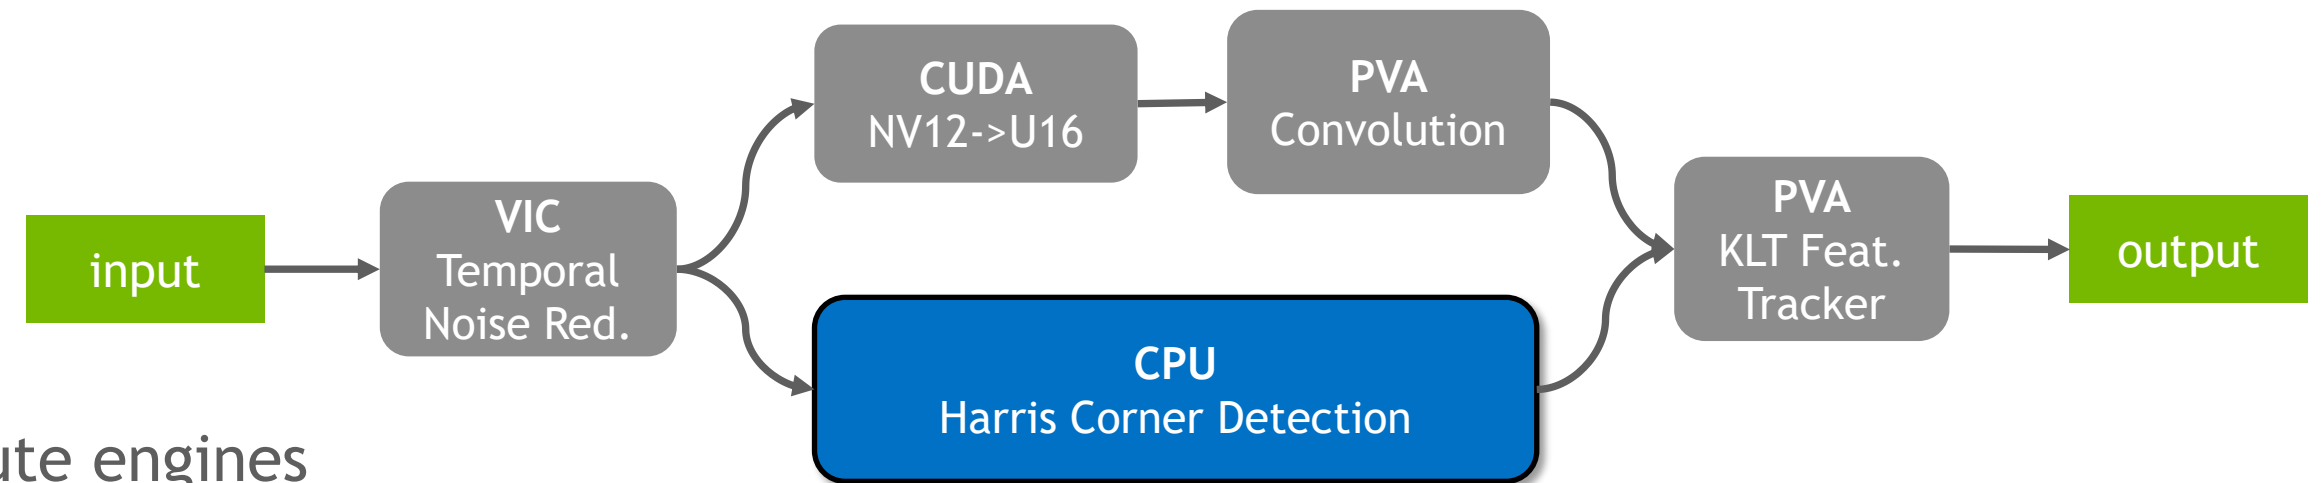 input
VIC
Temporal
Noise Red.
CUDA
NV12->U16
PVA
Convolution
CPU
Harris Corner Detection
PVA
KLT Feat.
Tracker
output
engines